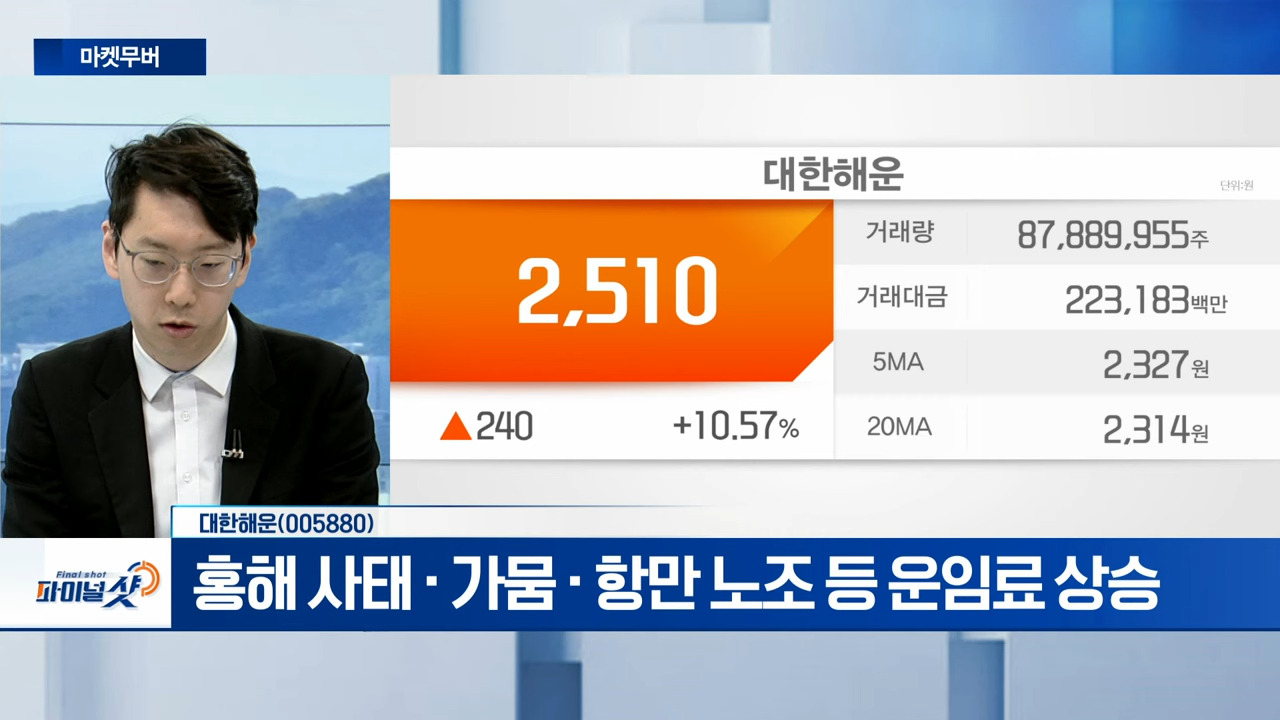 마켓무버
대한해운
단위:원
2,510
▲240 +10.57%
거래량 87,889,955주
거래대금 223,183백만
5MA 2,327원
20MA 2,314원
대한해운(005880)
Final shot
파이널샷
홍해 사태·가뭄·항만 노조 등 운임료 상승